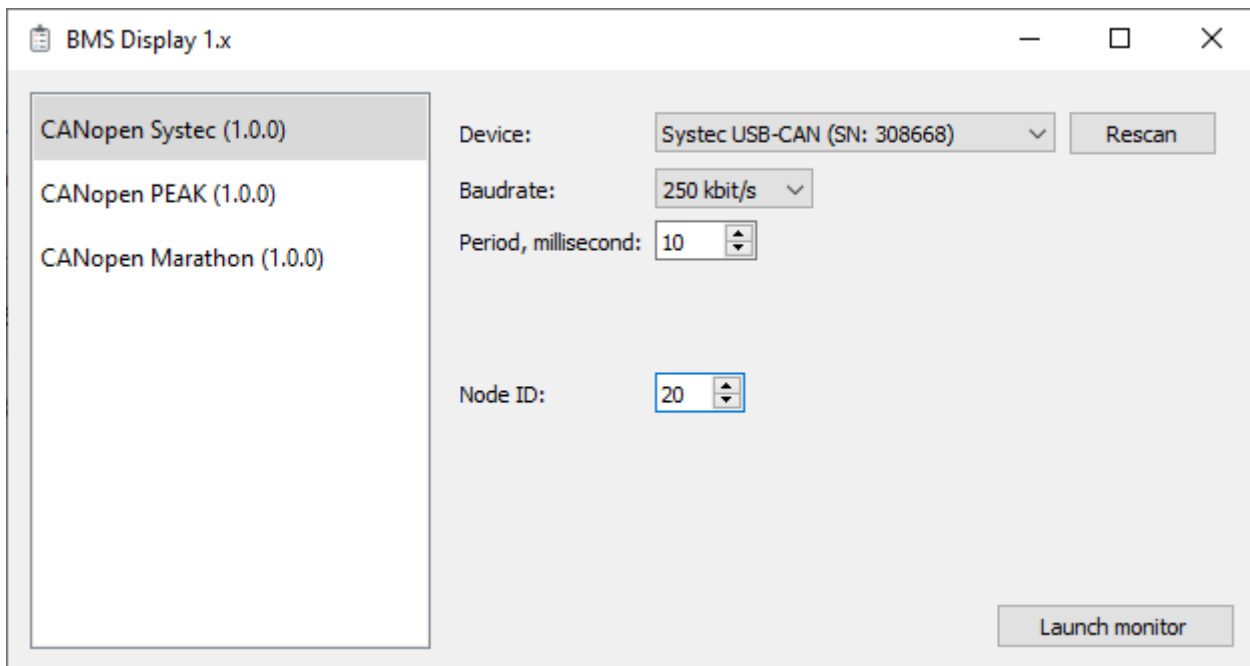 BMS Display 1.x
CANopen Systec (1.0.0)
CANopen PEAK (1.0.0)
CANopen Marathon (1.0.0)
Device: Systec USB-CAN (SN: 308668) Rescan
Baudrate: 250 kbit/s
Period, millisecond: 10
Node ID: 20
Launch monitor